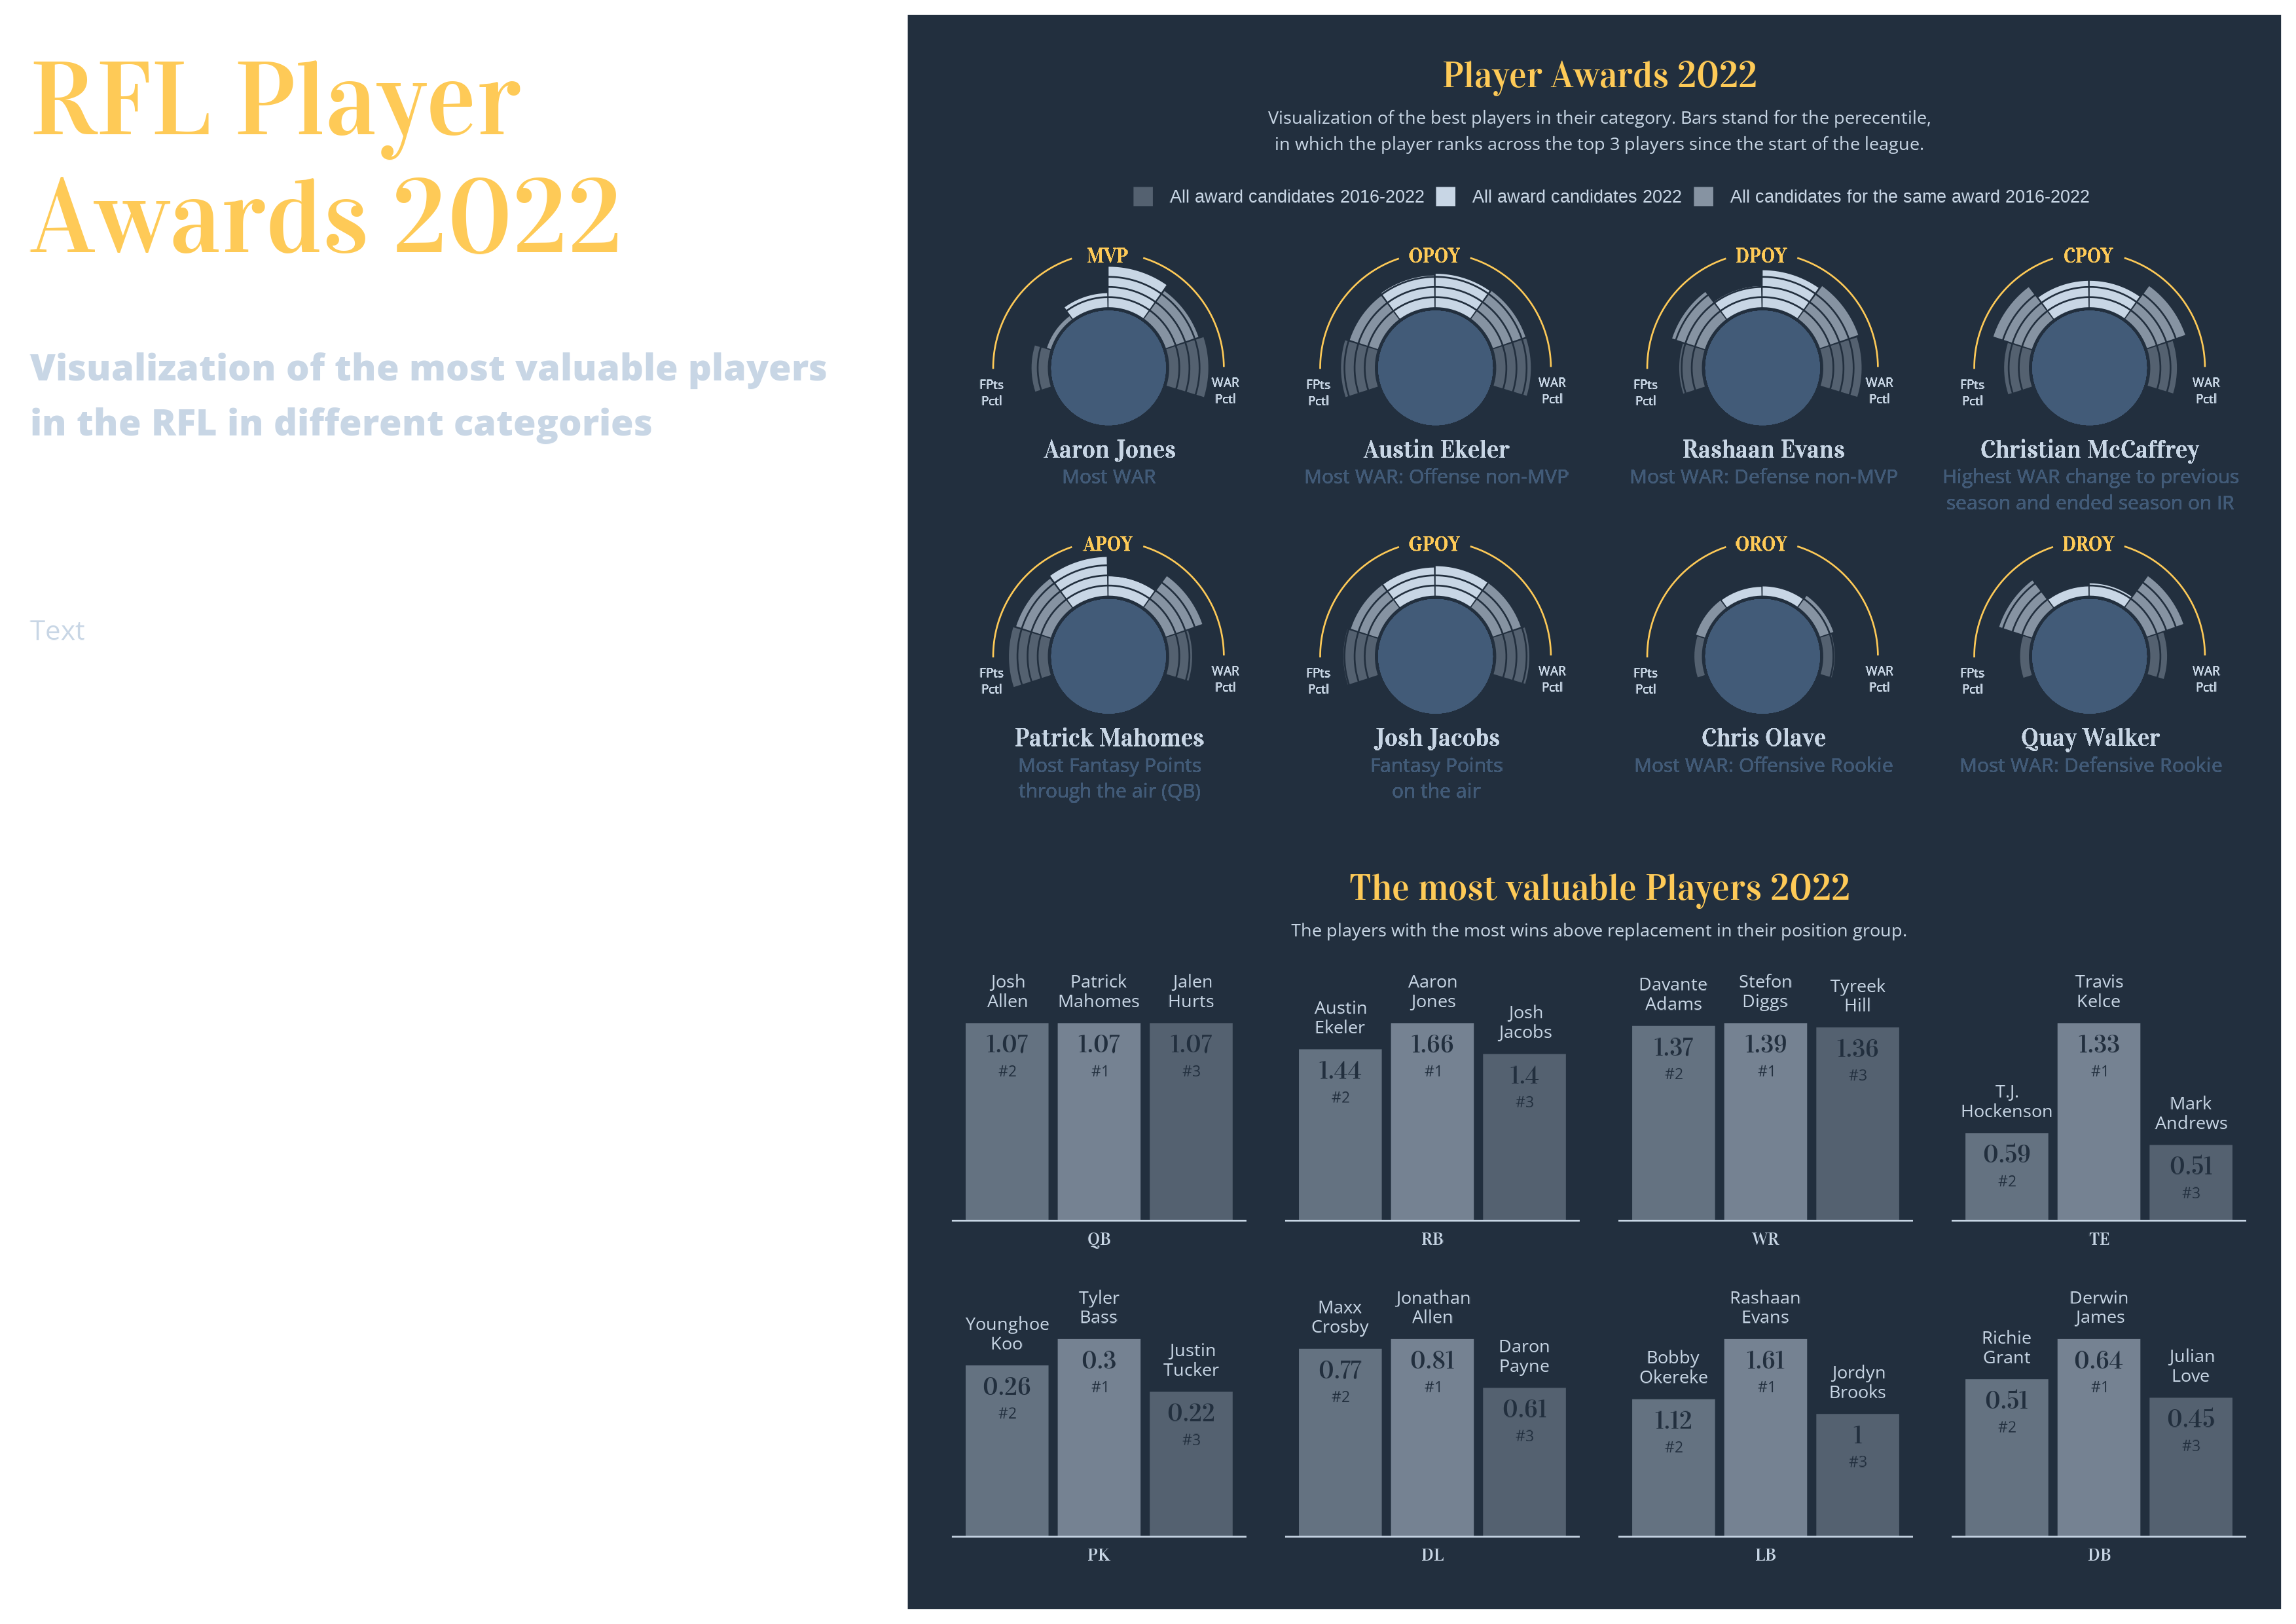 RFL Player
Awards 2022
Visualization of the most valuable players
in the RFL in different categories
Text
Player Awards 2022
Visualization of the best players in their category. Bars stand for the perecentile,
in which the player ranks across the top 3 players since the start of the league.
All award candidates 2016-2022 All award candidates 2022 All candidates for the same award 2016-2022
MVP
FPts
Pctl
WAR
Pctl
Aaron Jones
Most WAR
OPOY
FPts
Pctl
WAR
Pctl
Austin Ekeler
Most WAR: Offense non-MVP
DPOY
FPts
Pctl
WAR
Pctl
Rashaan Evans
Most WAR: Defense non-MVP
CPOY
FPts
Pctl
WAR
Pctl
Christian McCaffrey
Highest WAR change to previous
season and ended season on IR
APOY
FPts
Pctl
WAR
Pctl
Patrick Mahomes
Most Fantasy Points
through the air (QB)
GPOY
FPts
Pctl
WAR
Pctl
Josh Jacobs
Fantasy Points
on the air
OROY
FPts
Pctl
WAR
Pctl
Chris Olave
Most WAR: Offensive Rookie
DROY
FPts
Pctl
WAR
Pctl
Quay Walker
Most WAR: Defensive Rookie
The most valuable Players 2022
The players with the most wins above replacement in their position group.
Josh
Allen
1.07
#2
Patrick
Mahomes
1.07
#1
Jalen
Hurts
1.07
#3
QB
Austin
Ekeler
1.44
#2
Aaron
Jones
1.66
#1
Josh
Jacobs
1.4
#3
RB
Davante
Adams
1.37
#2
Stefon
Diggs
1.39
#1
Tyreek
Hill
1.36
#3
WR
T.J.
Hockenson
0.59
#2
Travis
Kelce
1.33
#1
Mark
Andrews
0.51
#3
TE
Younghoe
Koo
0.26
#2
Tyler
Bass
0.3
#1
Justin
Tucker
0.22
#3
PK
Maxx
Crosby
0.77
#2
Jonathan
Allen
0.81
#1
Daron
Payne
0.61
#3
DL
Bobby
Okereke
1.12
#2
Rashaan
Evans
1.61
#1
Jordyn
Brooks
1
#3
LB
Richie
Grant
0.51
#2
Derwin
James
0.64
#1
Julian
Love
0.45
#3
DB